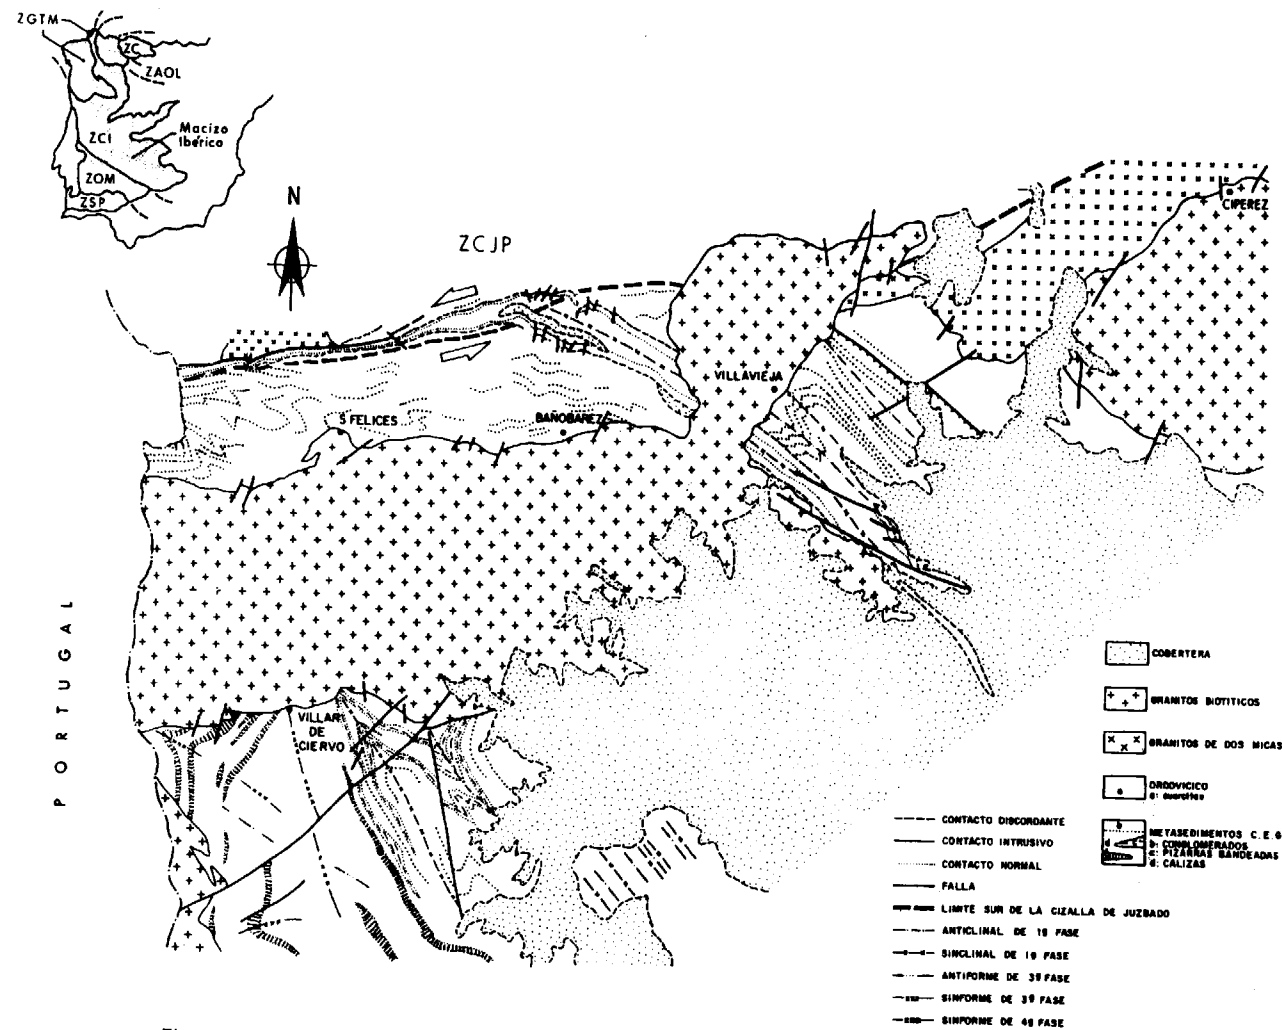 ZGTM
ZC
ZAOL
ZCI
Macizo
Ibérico
ZOM
ZSP
N
ZCJP
CIPEREZ
VILLAVIEJA
S FELICES
BAÑOBAREZ
VILLAR
DE
CIERVO
PORTUGAL
COBERTERA
GRANITOS BIOTITICOS
GRANITOS DE DOS MICAS
ORDOVICICO
a: cuarcitas
METASEDIMENTOS C.E.G
b: CONGLOMERADOS
c: PIZARRAS BANDEADAS
d: CALIZAS
CONTACTO DISCORDANTE
CONTACTO INTRUSIVO
CONTACTO NORMAL
FALLA
LIMITE SUR DE LA CIZALLA DE JUZBADO
ANTICLINAL DE 1ª FASE
SINCLINAL DE 1ª FASE
ANTIFORME DE 3ª FASE
SINFORME DE 3ª FASE
SINFORME DE 4ª FASE